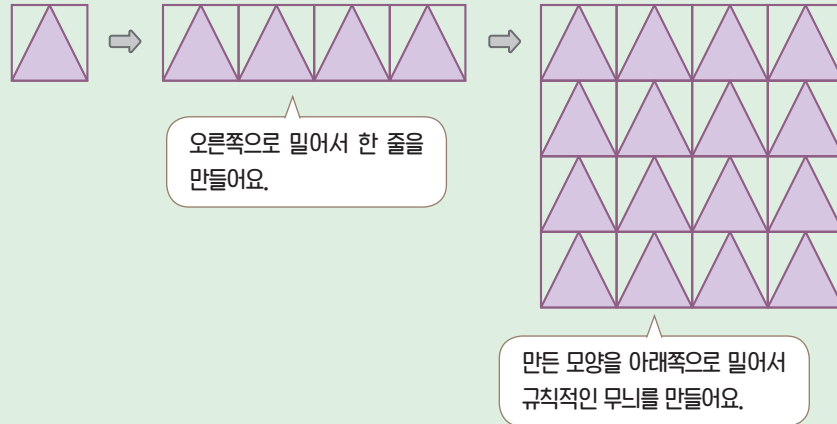 오른쪽으로 밀어서 한 줄을
만들어요.
만든 모양을 아래쪽으로 밀어서
규칙적인 무늬를 만들어요.